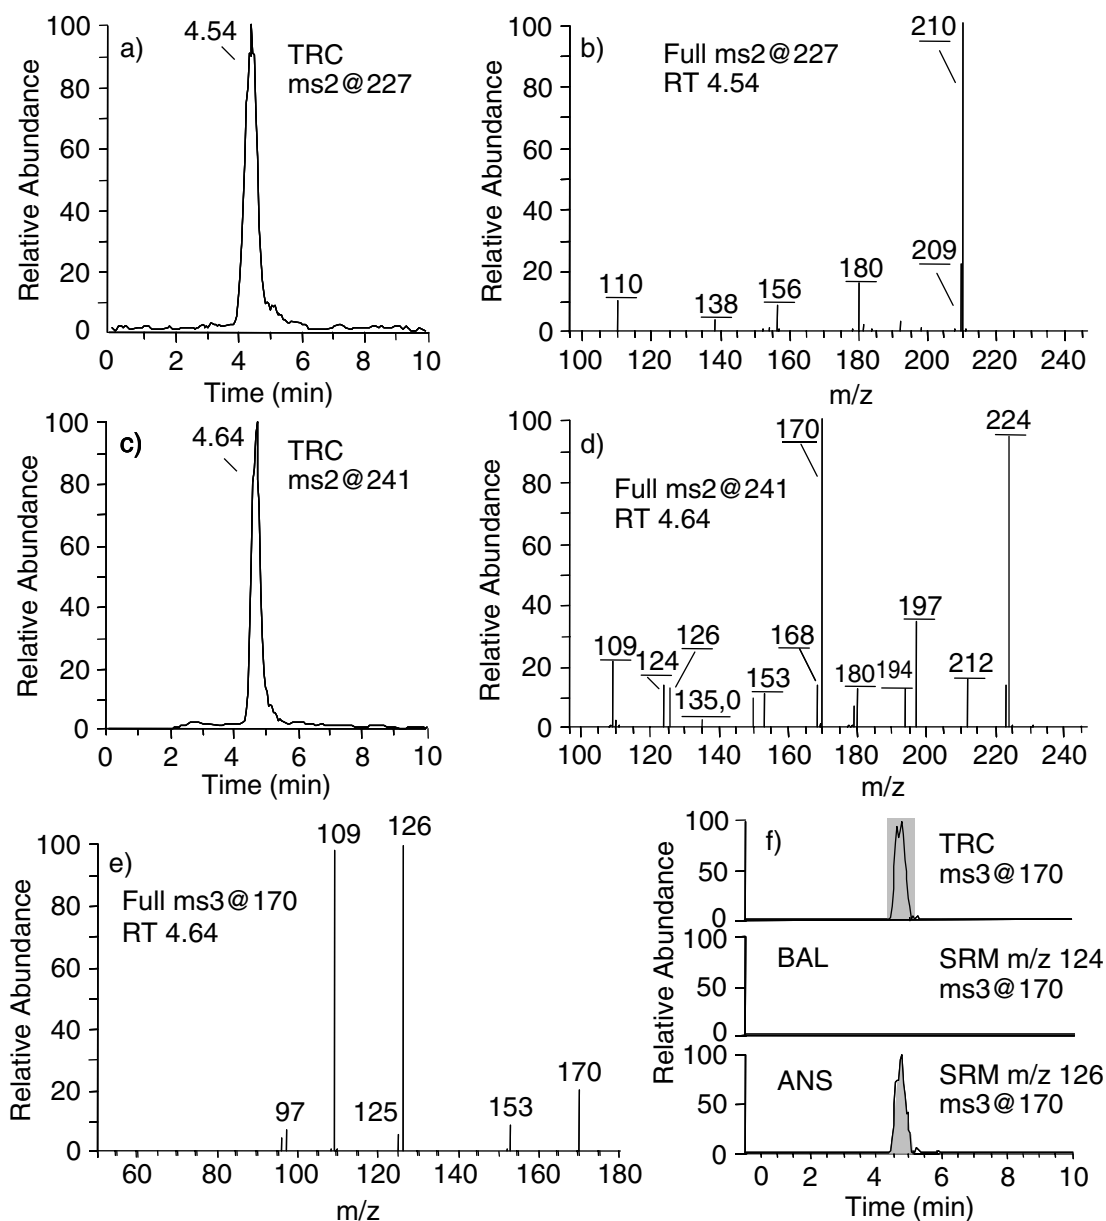 a)
TRC
ms2@227
4.54
Relative Abundance
100
80
60
40
20
0
0 2 4 6 8 10
Time (min)
b)
Full ms2@227
RT 4.54
210
209
180
156
138
110
Relative Abundance
100
80
60
40
20
0
100 120 140 160 180 200 220 240
m/z
c)
TRC
ms2@241
4.64
Relative Abundance
100
80
60
40
20
0
0 2 4 6 8 10
Time (min)
d)
Full ms2@241
RT 4.64
170
224
197
212
194
180
168
153
135,0
126
124
109
Relative Abundance
100
80
60
40
20
0
100 120 140 160 180 200 220 240
m/z
e)
Full ms3@170
RT 4.64
109
126
97
125
153
170
Relative Abundance
100
80
60
40
20
0
60 80 100 120 140 160 180
m/z
f)
TRC
ms3@170
100
50
0
BAL
SRM m/z 124
ms3@170
100
50
0
ANS
SRM m/z 126
ms3@170
100
50
0
Relative Abundance
0 2 4 6 8 10
Time (min)